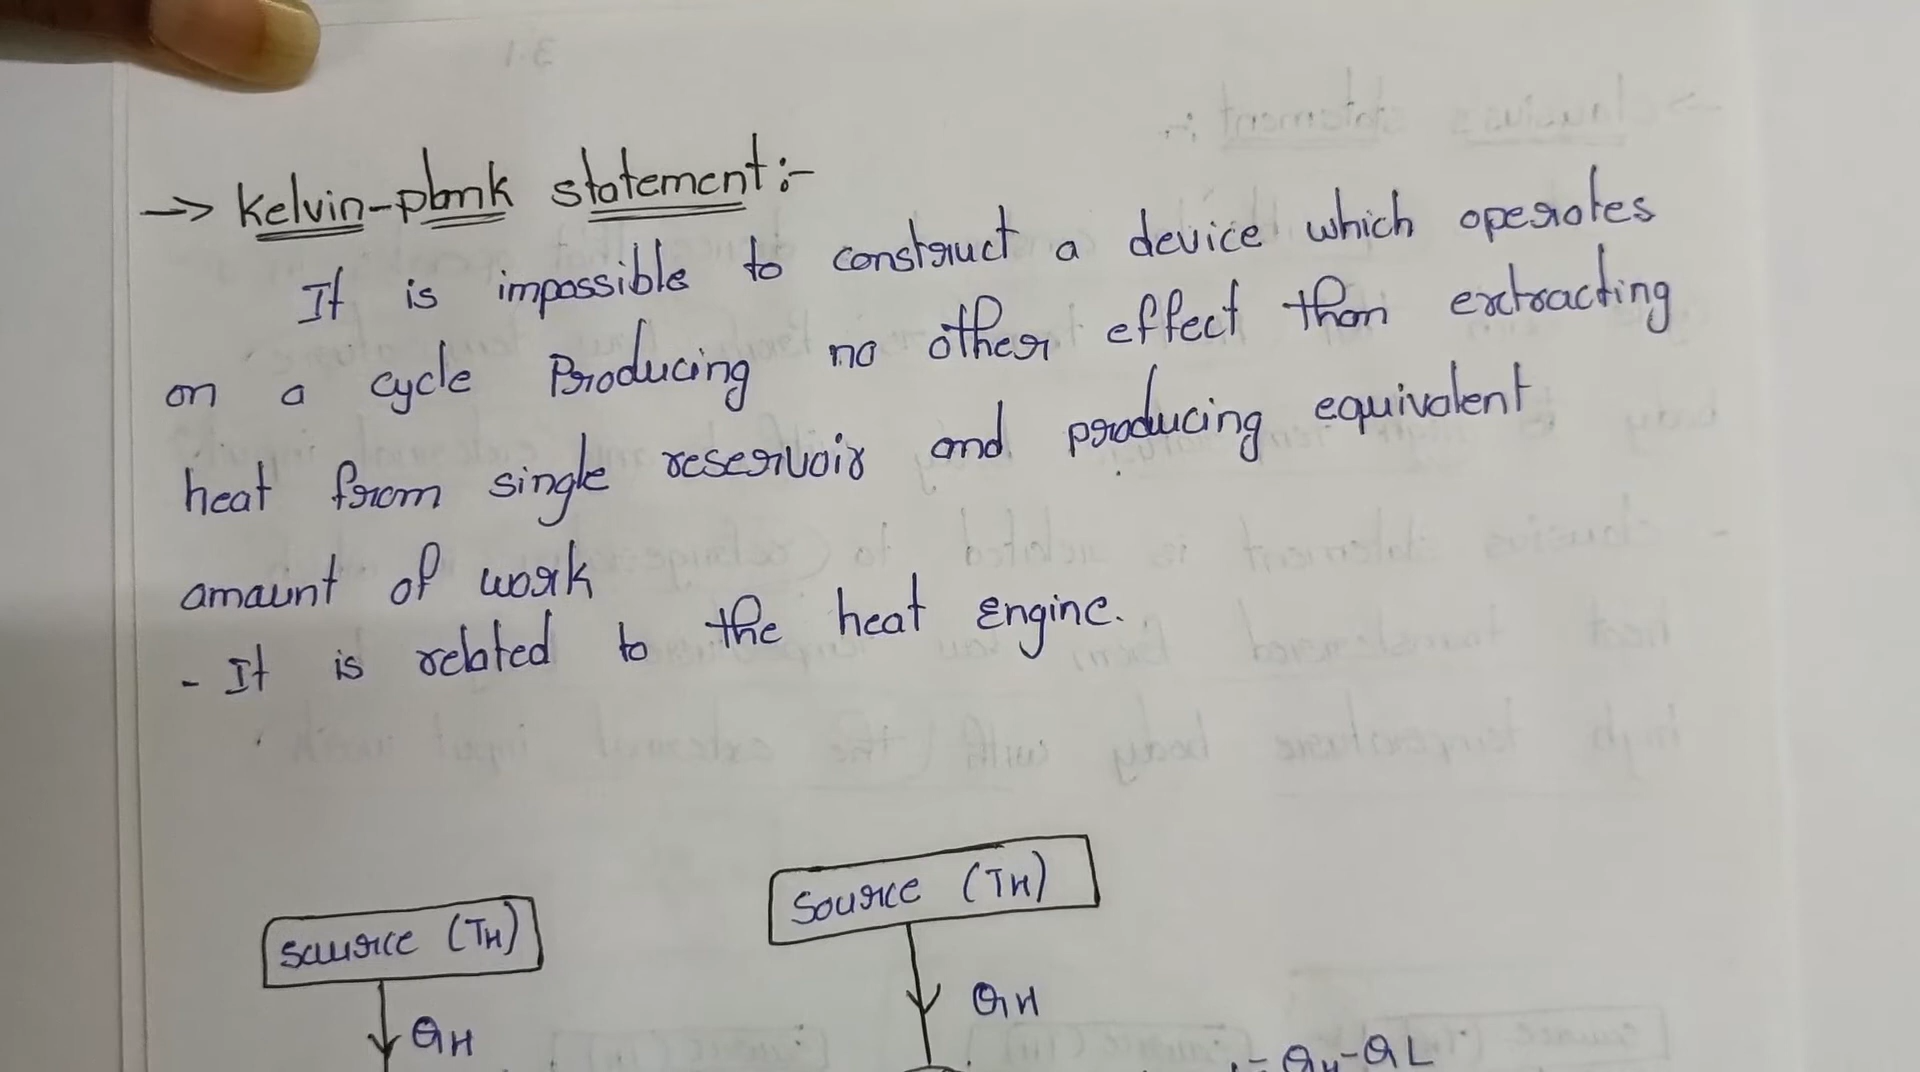 → Kelvin-plank statement :-
It is impossible to construct a device which operates
on a cycle Producing no other effect than extracting
heat from single reservoir and producing equivalent
amount of work
- It is related to the heat Engine.
Source (TH)
Source (TH)
QH
QH
= QH-QL